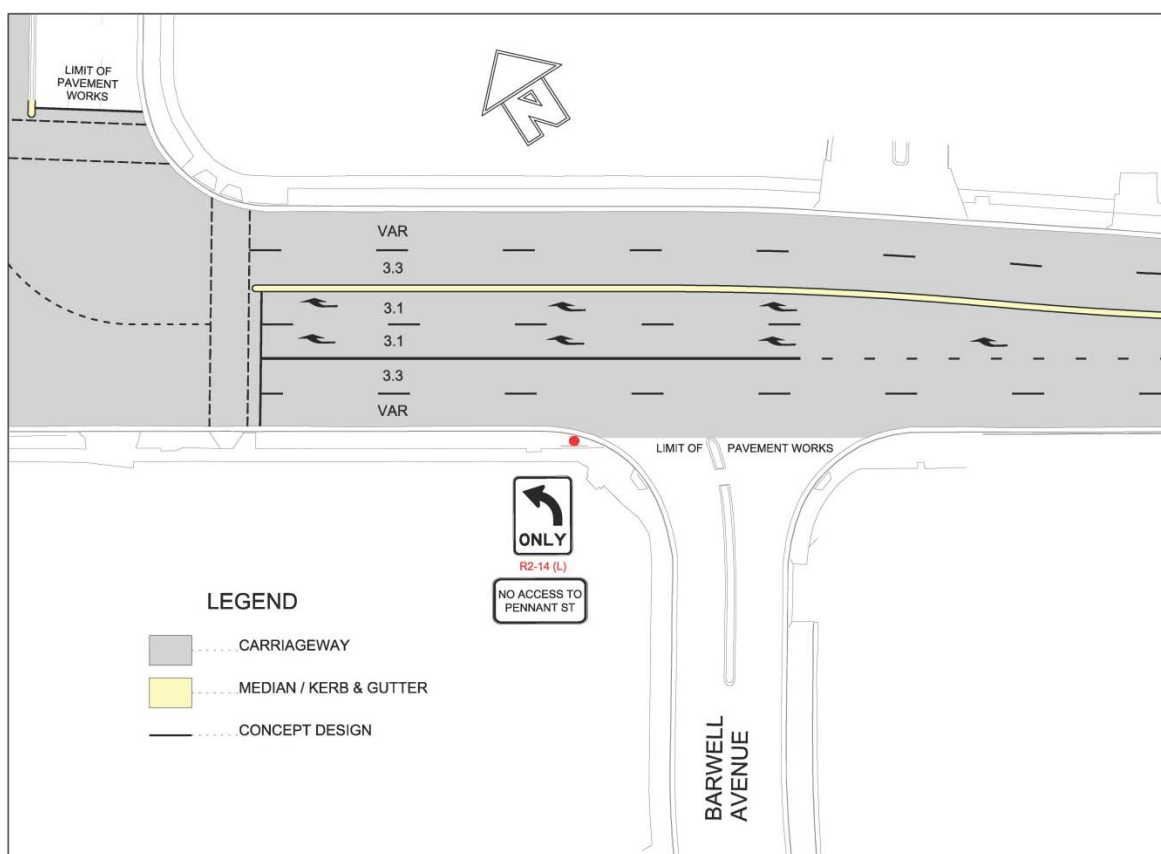 LIMIT OF
PAVEMENT
WORKS
N
VAR
3.3
3.1
3.1
3.3
VAR
LIMIT OF PAVEMENT WORKS
ONLY
R2-14 (L)
NO ACCESS TO
PENNANT ST
LEGEND
CARRIAGEWAY
MEDIAN / KERB & GUTTER
CONCEPT DESIGN
BARWELL
AVENUE